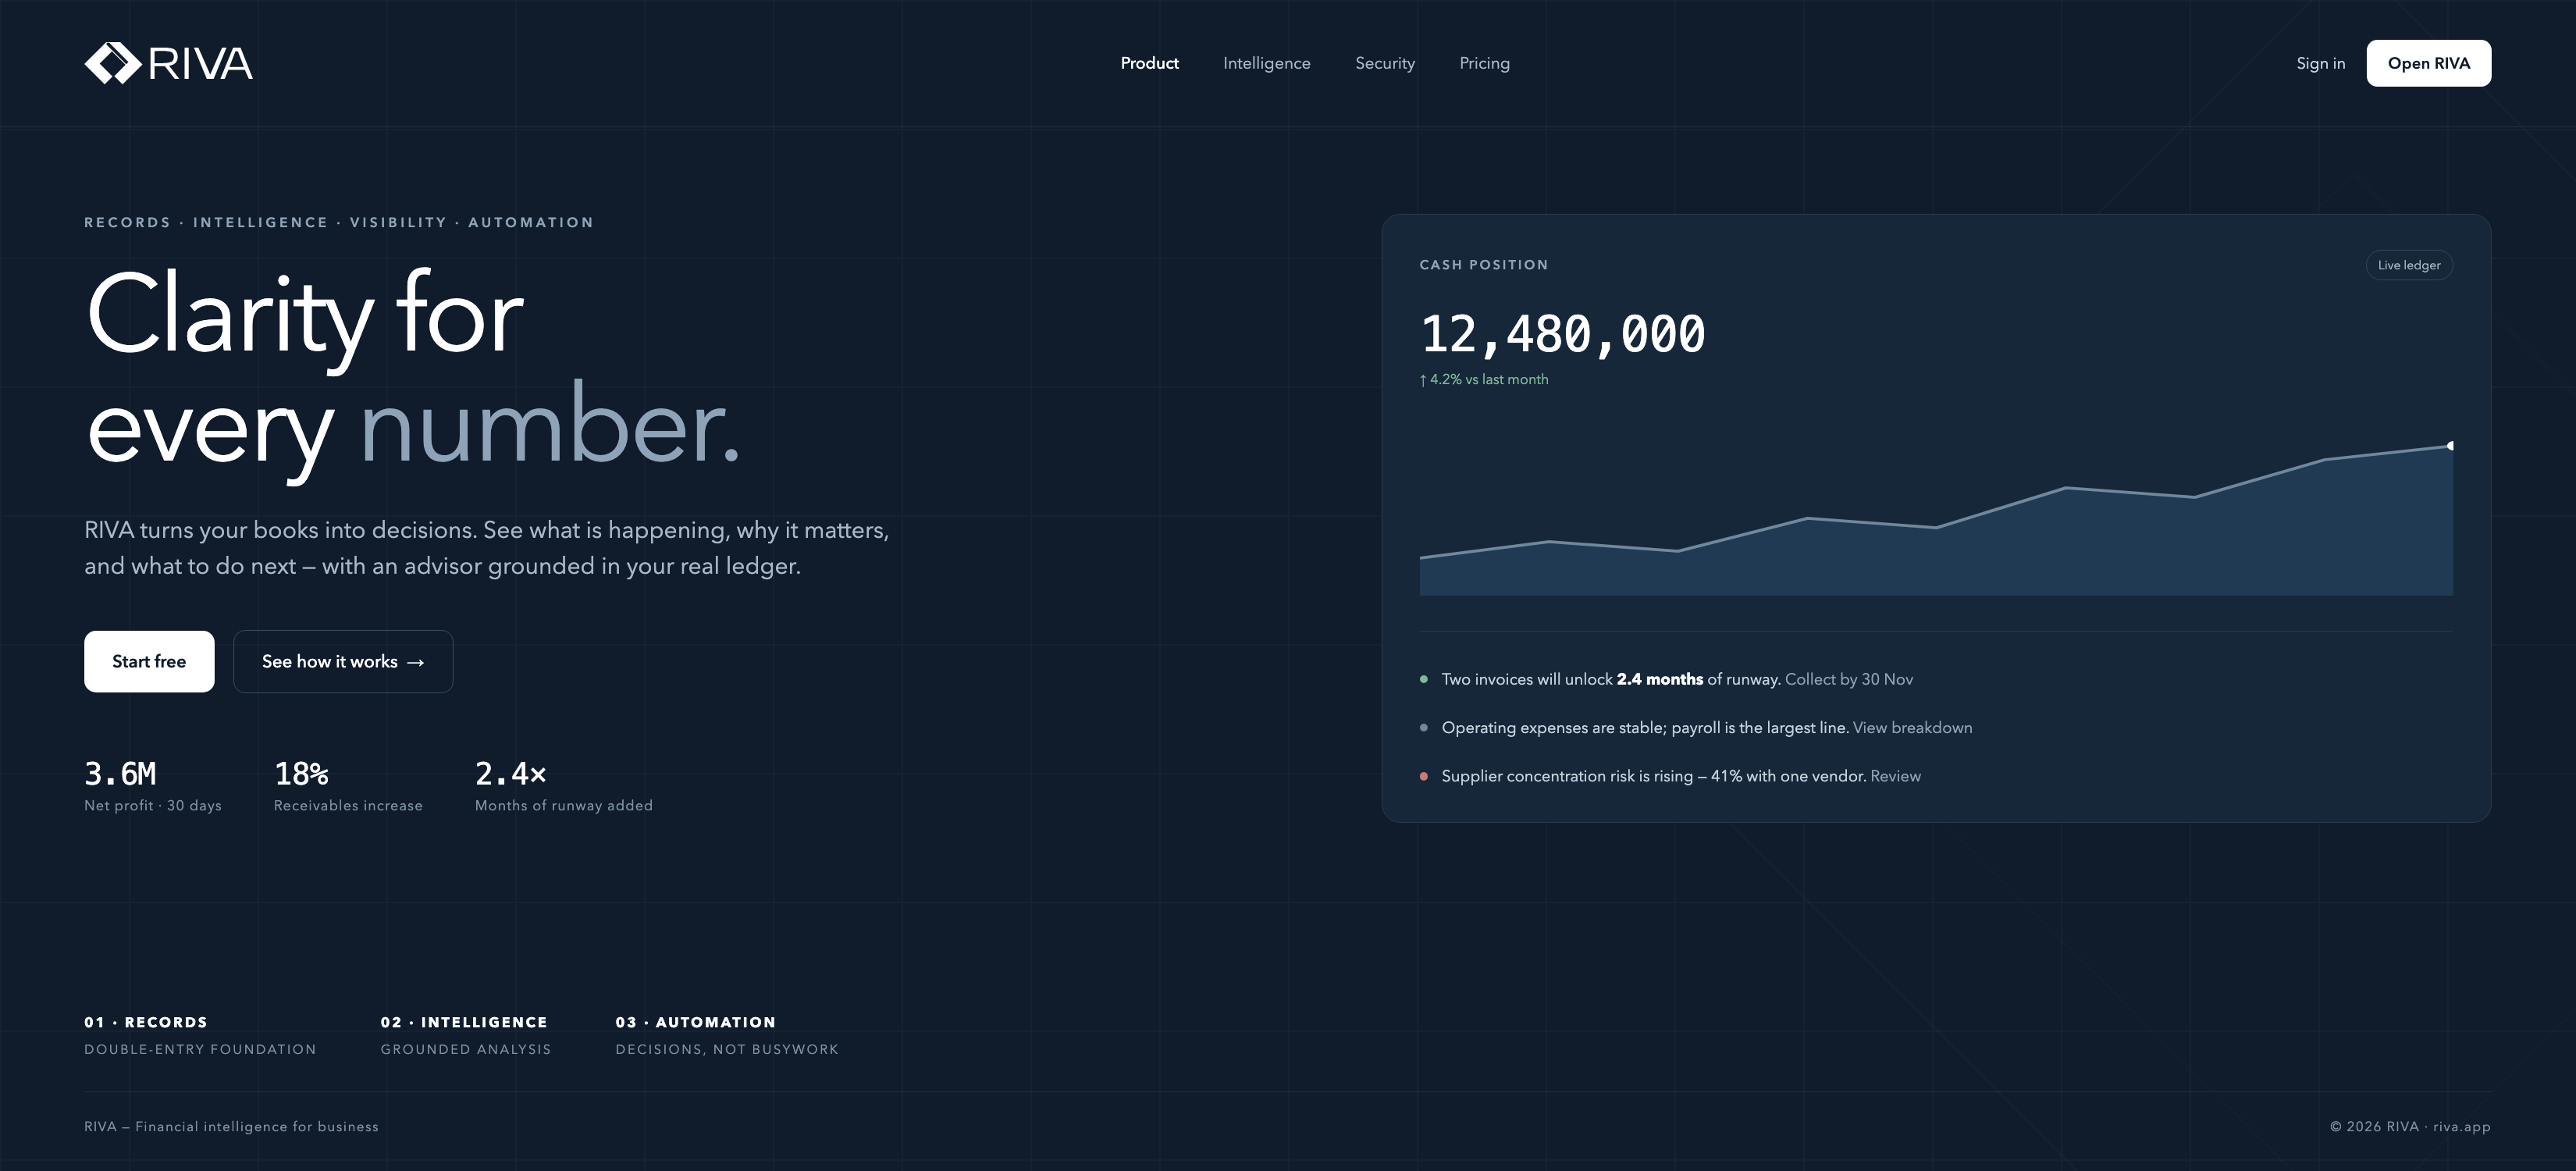 RIVA
Product
Intelligence
Security
Pricing
Sign in
Open RIVA
RECORDS · INTELLIGENCE · VISIBILITY · AUTOMATION
Clarity for
every number.
RIVA turns your books into decisions. See what is happening, why it matters,
and what to do next – with an advisor grounded in your real ledger.
Start free
See how it works →
3.6M
Net profit · 30 days
18%
Receivables increase
2.4×
Months of runway added
CASH POSITION
Live ledger
12,480,000
↑ 4.2% vs last month
Two invoices will unlock 2.4 months of runway. Collect by 30 Nov
Operating expenses are stable; payroll is the largest line. View breakdown
Supplier concentration risk is rising – 41% with one vendor. Review
01 · RECORDS
DOUBLE-ENTRY FOUNDATION
02 · INTELLIGENCE
GROUNDED ANALYSIS
03 · AUTOMATION
DECISIONS, NOT BUSYWORK
RIVA – Financial intelligence for business
© 2026 RIVA · riva.app